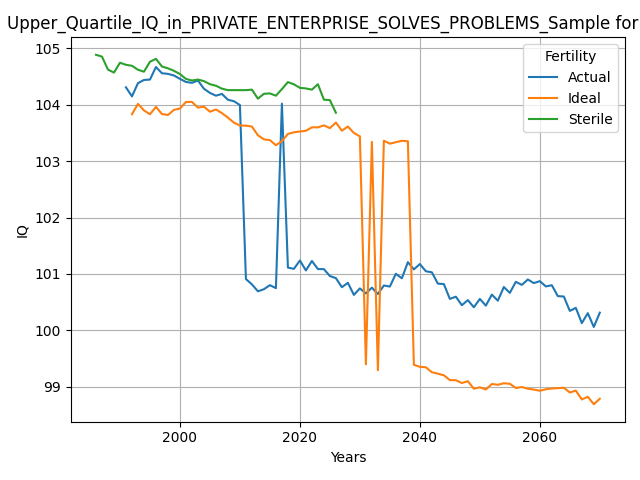 Upper_Quartile_IQ_in_PRIVATE_ENTERPRISE_SOLVES_PROBLEMS_Sample for
105
104
103
102
101
100
99
IQ
Fertility
Actual
Ideal
Sterile
2000
2020
2040
2060
Years